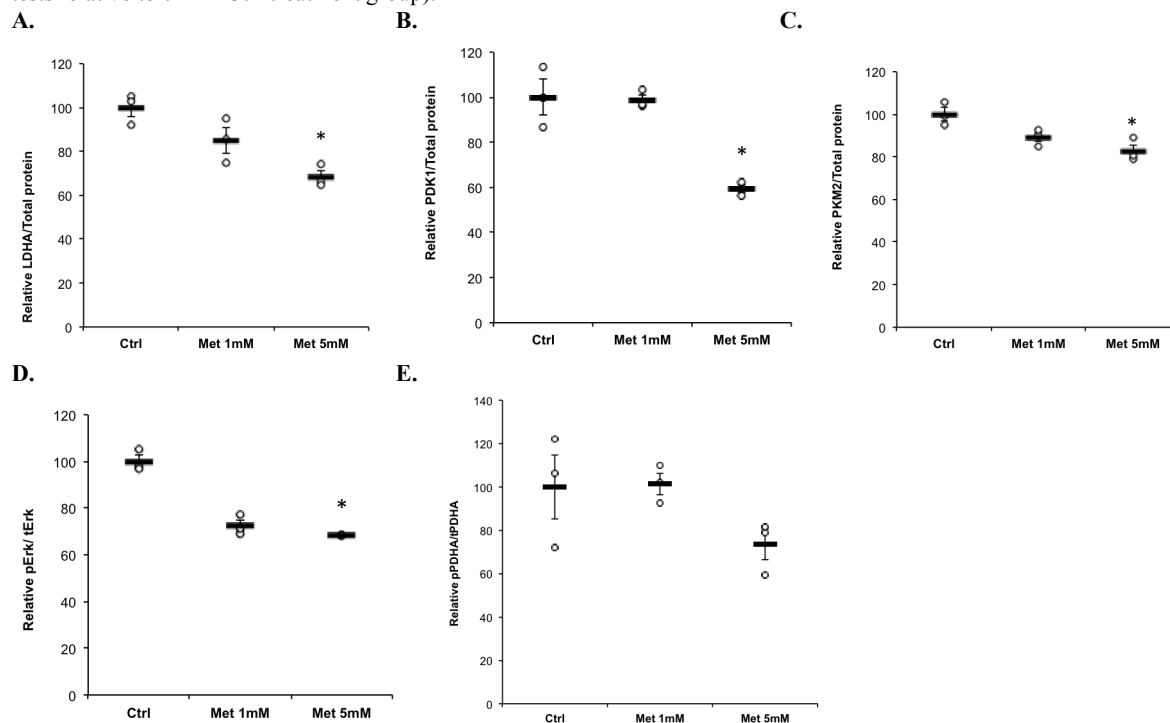 A.
B.
C.
120
100
80
60
40
20
0
Relative LDHA/Total protein
*
Ctrl
Met 1mM
Met 5mM
120
100
80
60
40
20
0
Relative PDK1/Total protein
*
Ctrl
Met 1mM
Met 5mM
120
100
80
60
40
20
0
Relative PKM2/Total protein
*
Ctrl
Met 1mM
Met 5mM
D.
E.
120
100
80
60
40
20
0
Relative pErk/ tErk
*
Ctrl
Met 1mM
Met 5mM
140
120
100
80
60
40
20
0
Relative pPDHA/tPDHA
Ctrl
Met 1mM
Met 5mM